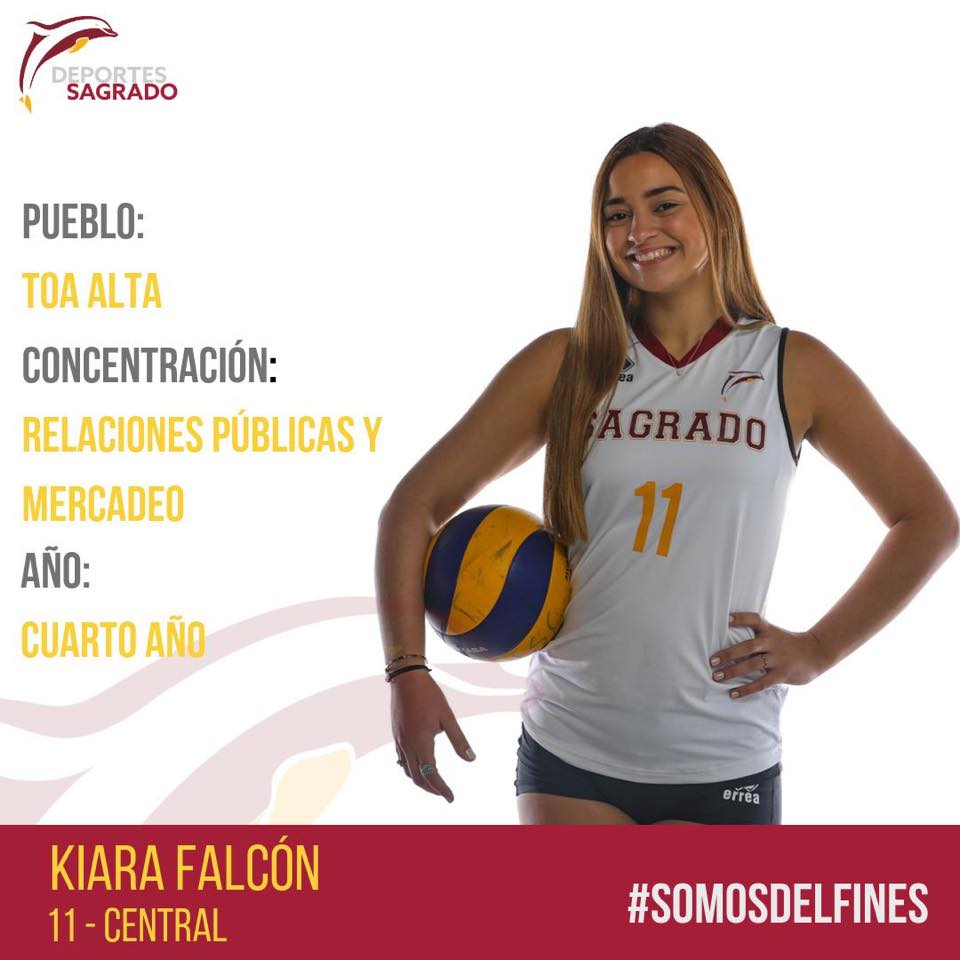 DEPORTES
SAGRADO
PUEBLO:
TOA ALTA
CONCENTRACIÓN:
RELACIONES PÚBLICAS Y
MERCADEO
AÑO:
CUARTO AÑO
SAGRADO
11
errea
KIARA FALCÓN
11 - CENTRAL
#SOMOSDELFINES